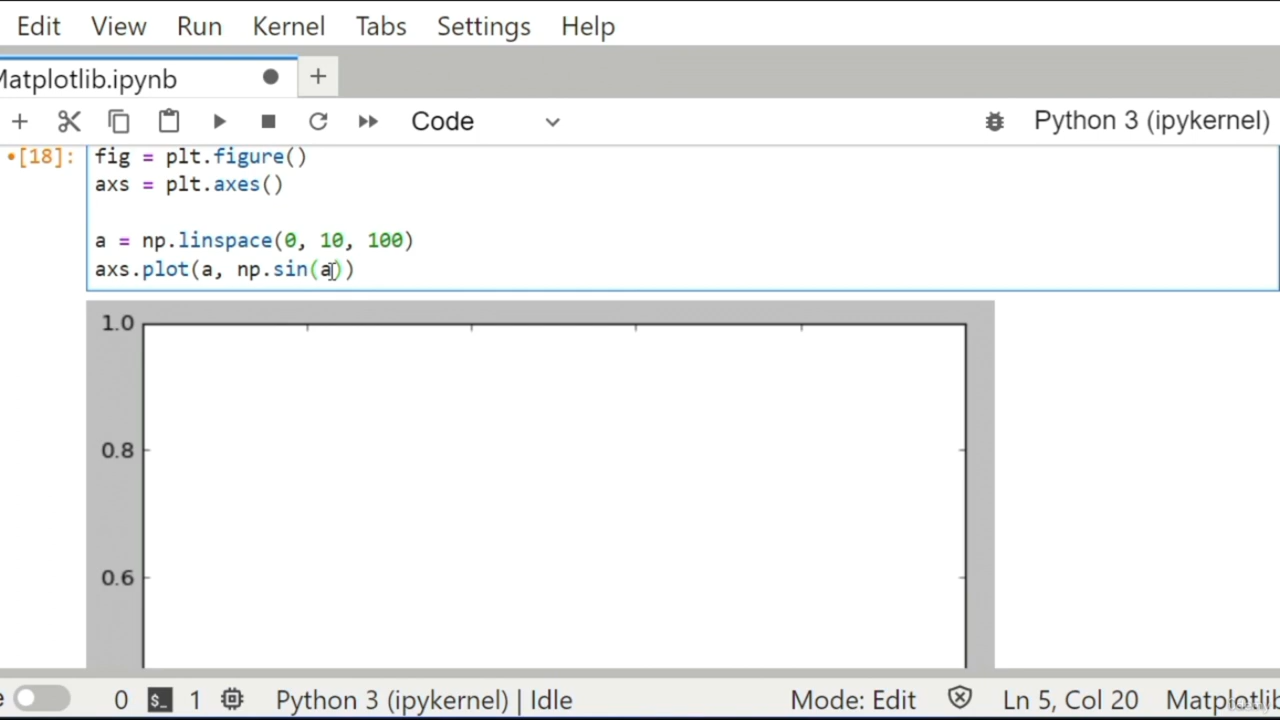 Edit View Run Kernel Tabs Settings Help
Matplotlib.ipynb
Code Python 3 (ipykernel)
[18]: fig = plt.figure()
axs = plt.axes()
a = np.linspace(0, 10, 100)
axs.plot(a, np.sin(a))
1.0
0.8
0.6
e 0 $_ 1 Python 3 (ipykernel) | Idle Mode: Edit Ln 5, Col 20 Matplotlib